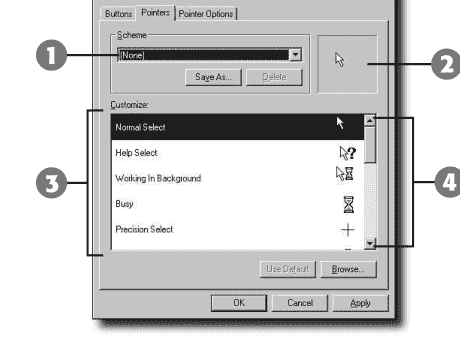 Buttons Pointers Pointer Options
Scheme
(None)
Save As... Delete
Customize:
Normal Select
Help Select
Working In Background
Busy
Precision Select
Use Default Browse...
OK Cancel Apply
1
2
3
4